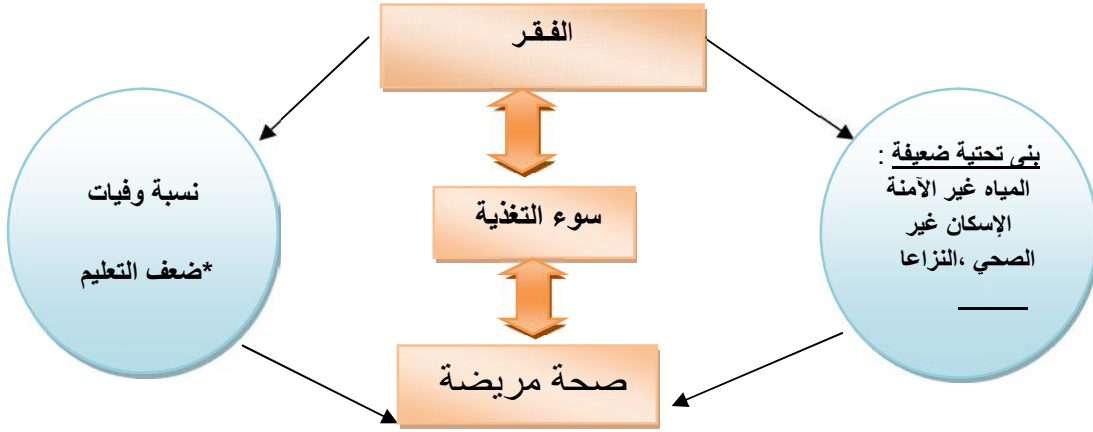 الفقر
بنى تحتية ضعيفة :
المياه غير الآمنة
الإسكان غير
الصحي ،النزاعا
سوء التغذية
نسبة وفيات
*ضعف التعليم
صحة مريضة